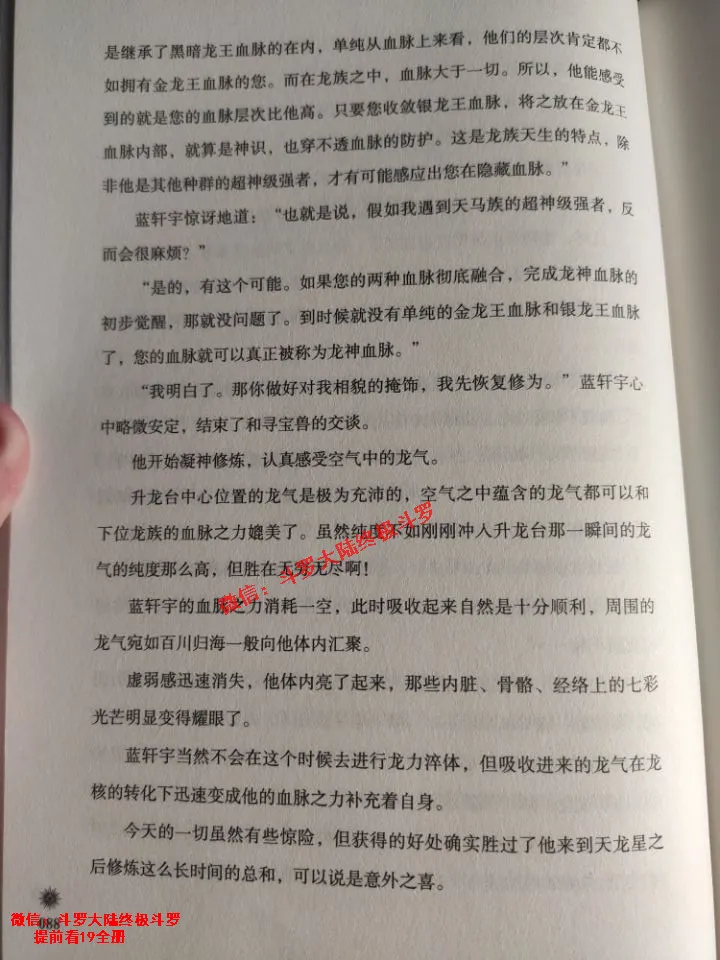 是继承了黑暗龙王血脉的在内，单纯从血脉上来看，他们的层次肯定都不
如拥有金龙王血脉的您。而在龙族之中，血脉大于一切。所以，他能感受
到的就是您的血脉层次比他高。只要您收敛银龙王血脉，将之放在金龙王
血脉内部，就算是神识，也穿不透血脉的防护。这是龙族天生的特点，除
非他是其他种群的超神级强者，才有可能感应出您在隐藏血脉。”
蓝轩宇惊讶地道：“也就是说，假如我遇到天马族的超神级强者，反
而会很麻烦？”
“是的，有这个可能。如果您的两种血脉彻底融合，完成龙神血脉的
初步觉醒，那就没问题了。到时候就没有单纯的金龙王血脉和银龙王血脉
了，您的血脉就可以真正被称为龙神血脉。”
“我明白了。那你做好对我相貌的掩饰，我先恢复修为。”蓝轩宇心
中略微安定，结束了和寻宝兽的交谈。
他开始凝神修炼，认真感受空气中的龙气。
升龙台中心位置的龙气是极为充沛的，空气之中蕴含的龙气都可以和
下位龙族的血脉之力媲美了。虽然纯度不如刚刚冲入升龙台那一瞬间的龙
气的纯度那么高，但胜在无穷无尽啊！
微信：斗罗大陆终极斗罗
蓝轩宇的血脉之力消耗一空，此时吸收起来自然是十分顺利，周围的
龙气宛如百川归海一般向他体内汇聚。
虚弱感迅速消失，他体内亮了起来，那些内脏、骨骼、经络上的七彩
光芒明显变得耀眼了。
蓝轩宇当然不会在这个时候去进行龙力淬体，但吸收进来的龙气在龙
核的转化下迅速变成他的血脉之力补充着自身。
今天的一切虽然有些惊险，但获得的好处确实胜过了他来到天龙星之
后修炼这么长时间的总和，可以说是意外之喜。
088
微信：斗罗大陆终极斗罗
提前看19全册